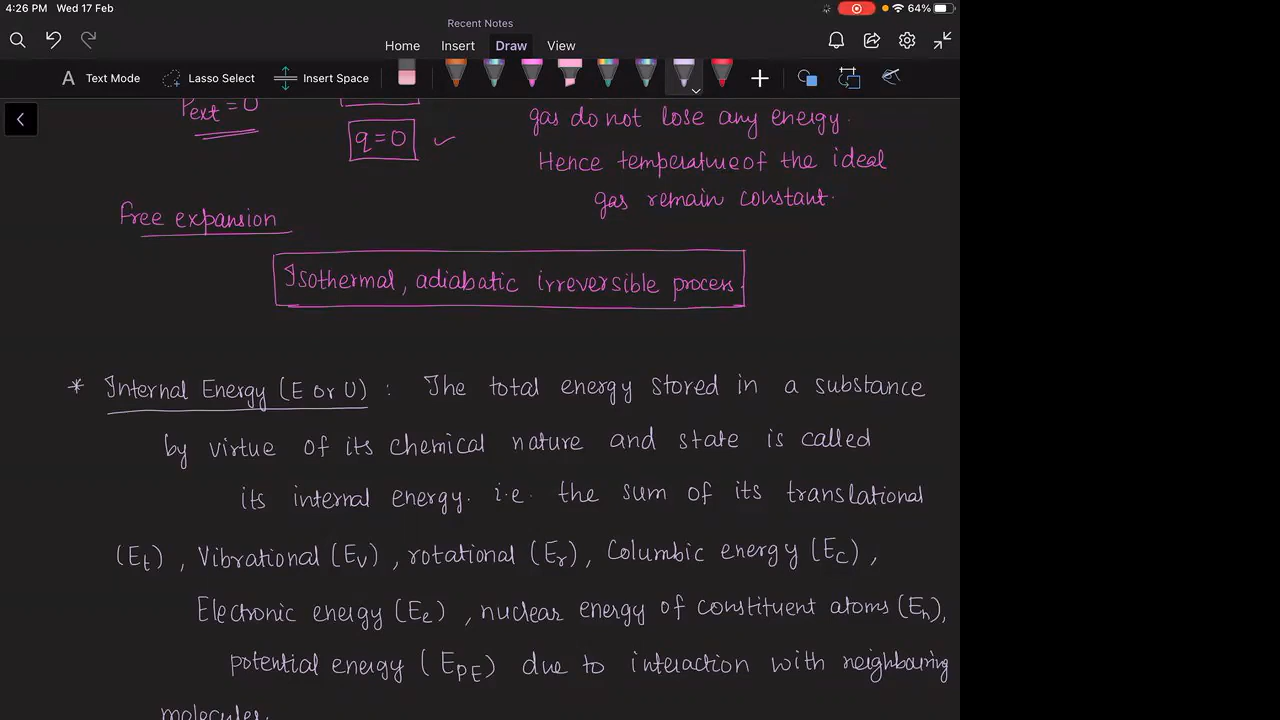 4:26 PM Wed 17 Feb
64%
Recent Notes
Home Insert Draw View
Text Mode Lasso Select Insert Space
Pext = 0
q = 0
gas do not lose any energy.
Hence temperature of the ideal
gas remain constant.
Free expansion
Isothermal, adiabatic irreversible process.
* Internal Energy (E or U) : The total energy stored in a substance
by virtue of its chemical nature and state is called
its internal energy. i.e. the sum of its translational
(Et), Vibrational (Ev), rotational (Er), Columbic energy (Ec),
Electronic energy (Ee), nuclear energy of constituent atoms (En),
potential energy (EPE) due to interaction with neighbouring
molecules.